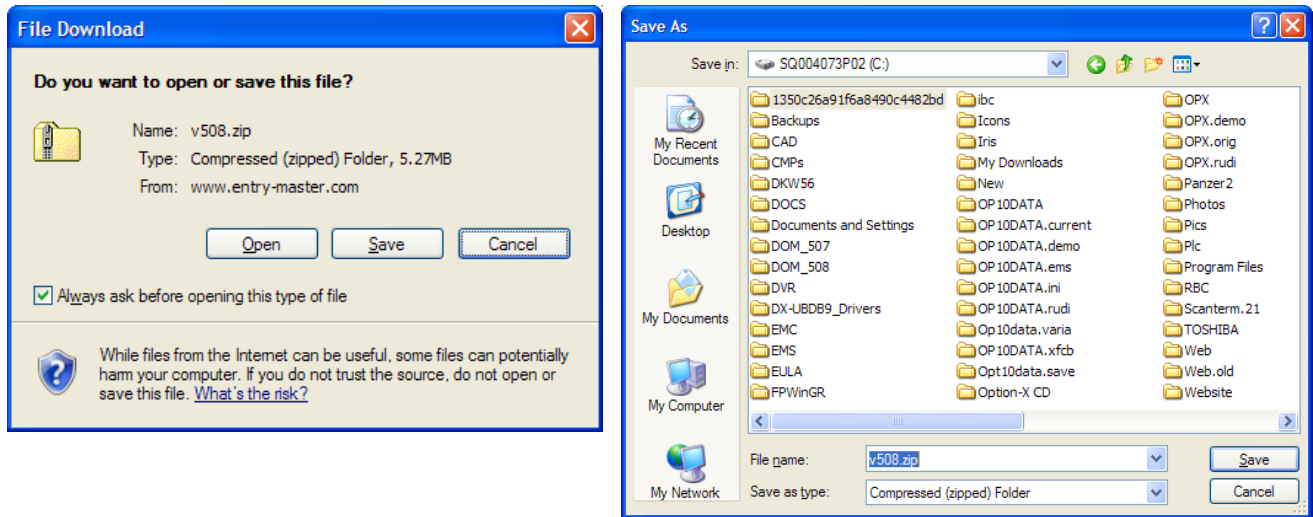 File Download
Do you want to open or save this file?
Name: v508.zip
Type: Compressed (zipped) Folder, 5.27MB
From: www.entry-master.com
Open Save Cancel
Always ask before opening this type of file
While files from the Internet can be useful, some files can potentially
harm your computer. If you do not trust the source, do not open or
save this file. What's the risk?
Save As
Save in: SQ004073P02 (C:)
My Recent
Documents
Desktop
My Documents
My Computer
My Network
1350c26a91f6a8490c4482bd
Backups
CAD
CMPs
DKW56
DOCS
Documents and Settings
DOM_507
DOM_508
DVR
DX-UBDB9_Drivers
EMC
EMS
EULA
FPWinGR
ibc
Icons
Iris
My Downloads
New
OP10DATA
OP10DATA.current
OP10DATA.demo
OP10DATA.ems
OP10DATA.ini
OP10DATA.rudi
Op10data.varia
OP10DATA.xfcb
Opt10data.save
Option-X CD
OPX
OPX.demo
OPX.orig
OPX.rudi
Panzer2
Photos
Pics
Plc
Program Files
RBC
Scanterm.21
TOSHIBA
Web
Web.old
Website
File name: v508.zip Save
Save as type: Compressed (zipped) Folder Cancel